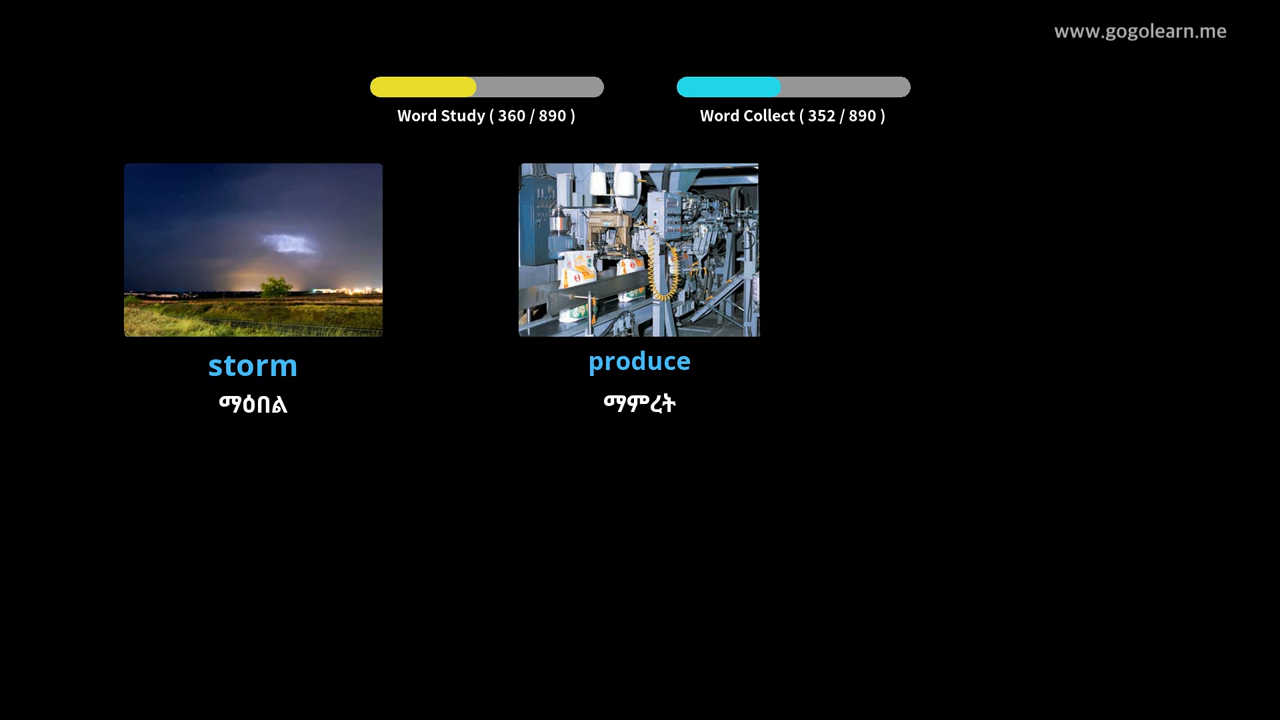 www.gogolearn.me
Word Study ( 360 / 890 )
Word Collect ( 352 / 890 )
storm
ማዕበል
produce
ማምረት